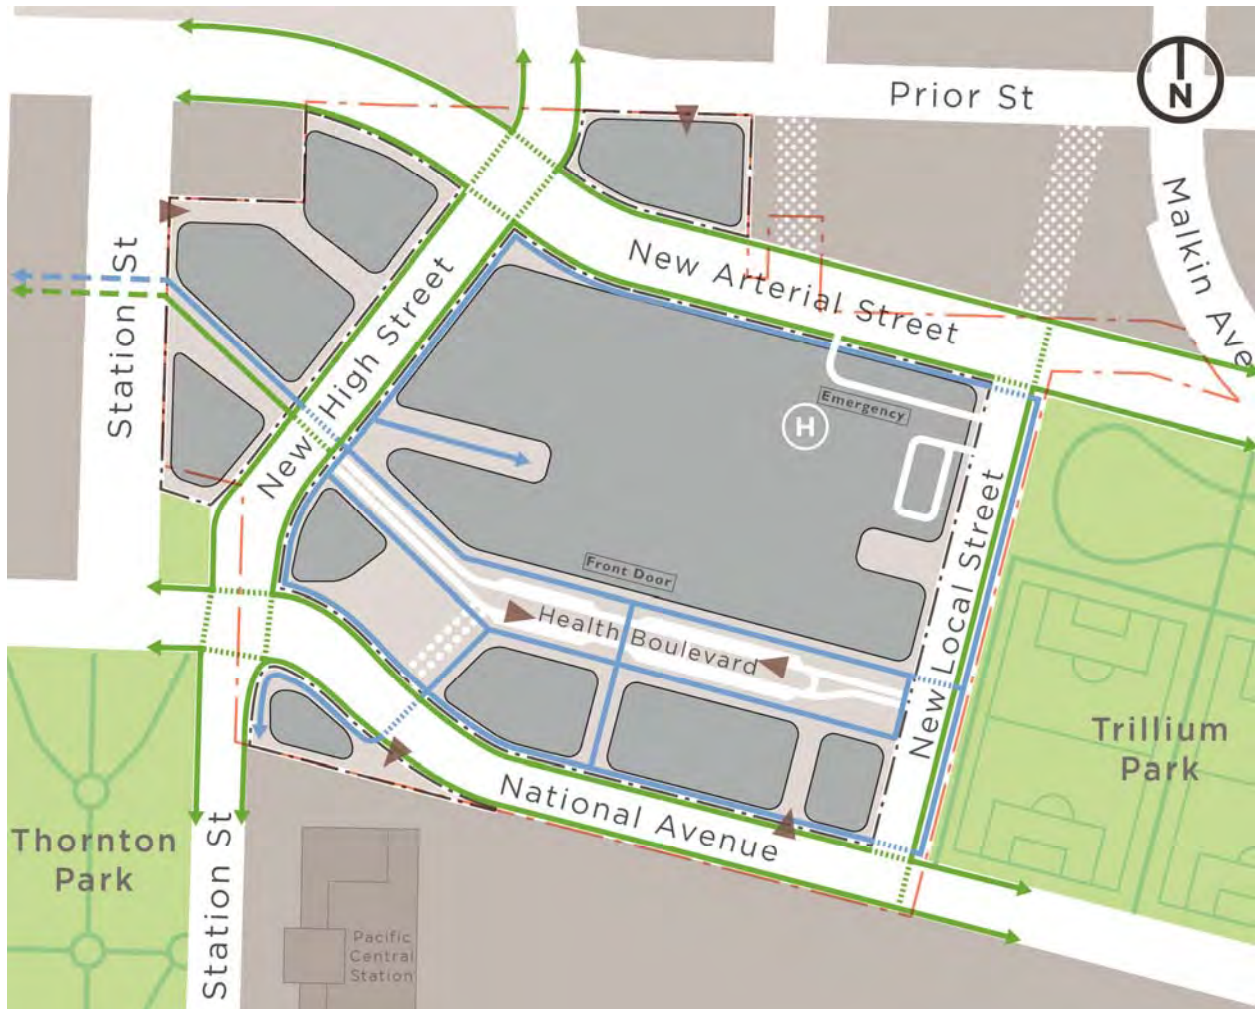 N
Prior St
Malkin Ave
Station St
New High Street
New Arterial Street
Emergency
H
New Local Street
Front Door
Health Boulevard
Trillium
Park
National Avenue
Thornton
Park
Station St
Pacific
Central
Station